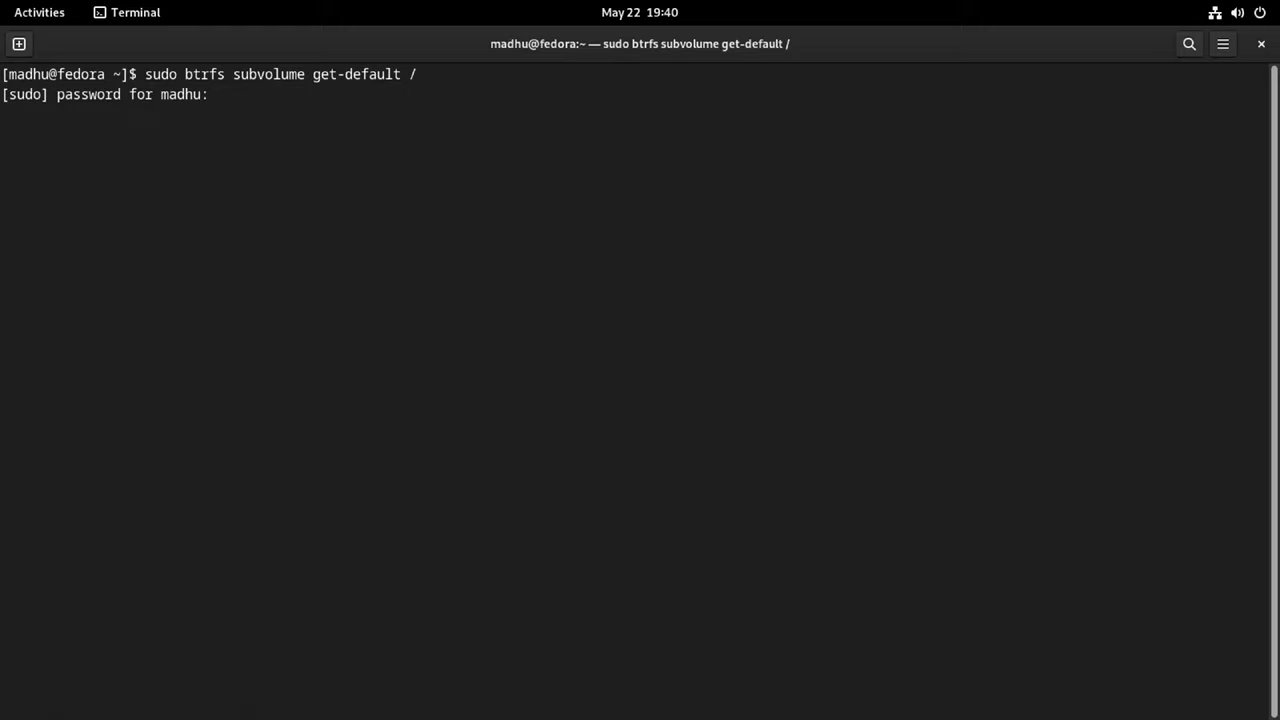 Activities Terminal May 22 19:40
madhu@fedora:~ — sudo btrfs subvolume get-default /
[madhu@fedora ~]$ sudo btrfs subvolume get-default /
[sudo] password for madhu: